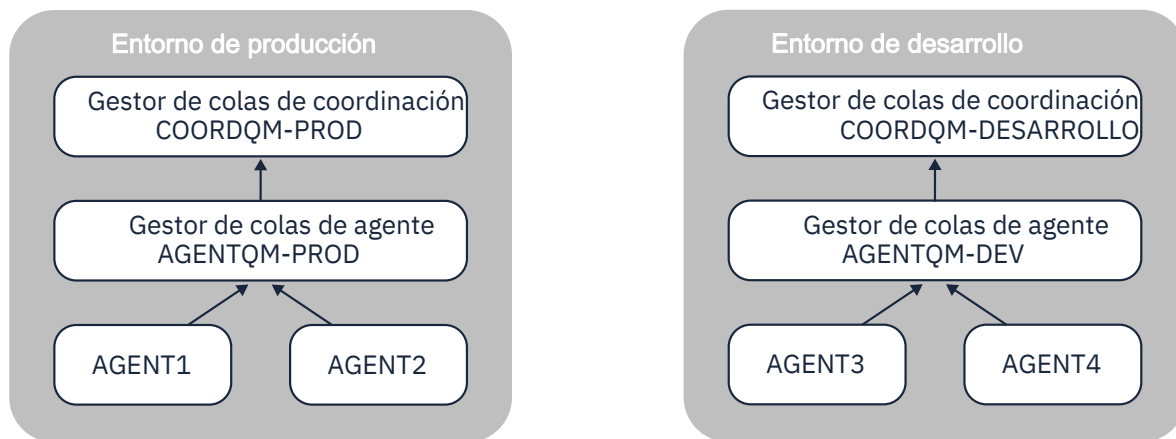 Entorno de producción
Gestor de colas de coordinación
COORDQM-PROD
Gestor de colas de agente
AGENTQM-PROD
AGENT1
AGENT2
Entorno de desarrollo
Gestor de colas de coordinación
COORDQM-DESARROLLO
Gestor de colas de agente
AGENTQM-DEV
AGENT3
AGENT4